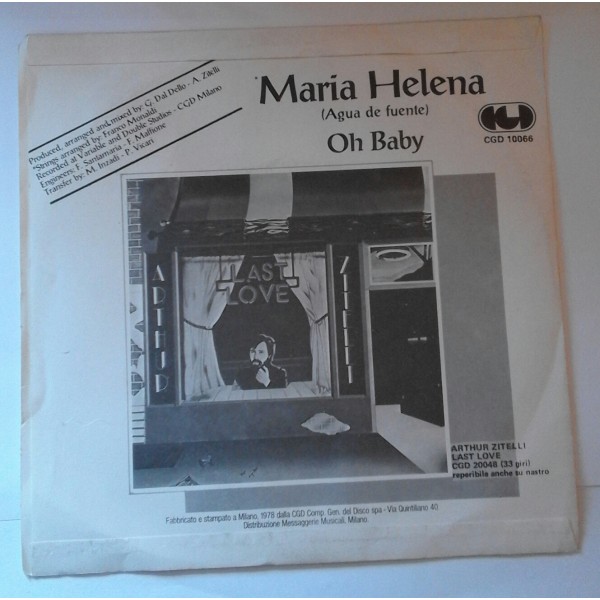 Produced, arranged and mixed by: G. Dal Dello - A. Zitelli
*Strings arranged by: Franco Monaldi
Recorded at Variable and Double Studios - CGD Milano
Engineers: F. Santamaria - F. Maffione
Transfer by: M. Inzadi - P. Vicari
*Maria Helena
(Agua de fuente)
Oh Baby
CGD
CGD 10066
LAST
LOVE
ARTHUR
ZITELLI
ARTHUR ZITELLI
LAST LOVE
CGD 20048 (33 giri)
reperibile anche su nastro
Fabbricato e stampato a Milano, 1978 dalla CGD Comp. Gen. del Disco spa - Via Quintiliano 40
Distribuzione Messaggerie Musicali, Milano.